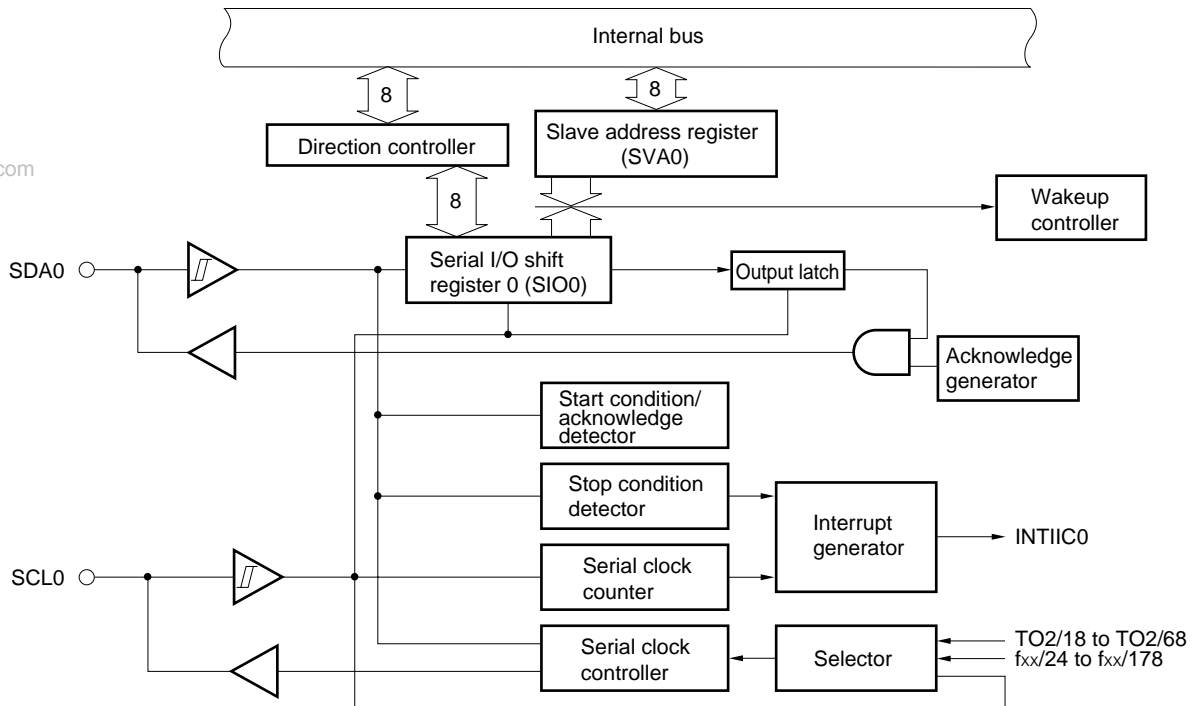 Internal bus
8
8
Direction controller
Slave address register
(SVA0)
com
8
Wakeup
controller
SDA0
Serial I/O shift
register 0 (SIO0)
Output latch
Acknowledge
generator
Start condition/
acknowledge
detector
Stop condition
detector
Interrupt
generator
INTIIC0
SCL0
Serial clock
counter
TO2/18 to TO2/68
fxx/24 to fxx/178
Serial clock
controller
Selector